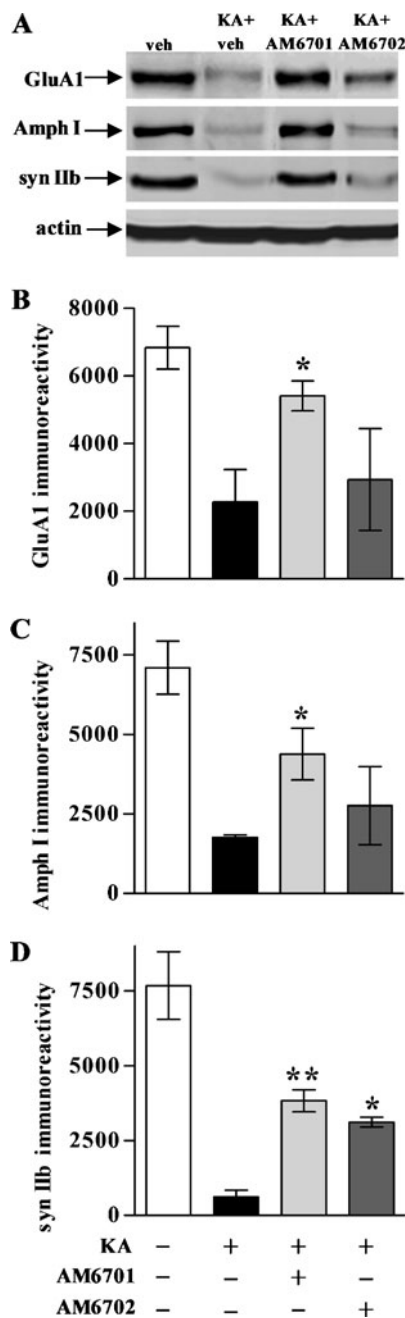 A
veh
KA+ veh
KA+ AM6701
KA+ AM6702
GluA1
Amph I
syn IIb
actin
B
GluA1 immunoreactivity
8000
6000
4000
2000
0
*
C
Amph I immunoreactivity
7500
5000
2500
0
*
D
syn IIb immunoreactivity
7500
5000
2500
0
**
*
KA – + + +
AM6701 – – + –
AM6702 – – – +